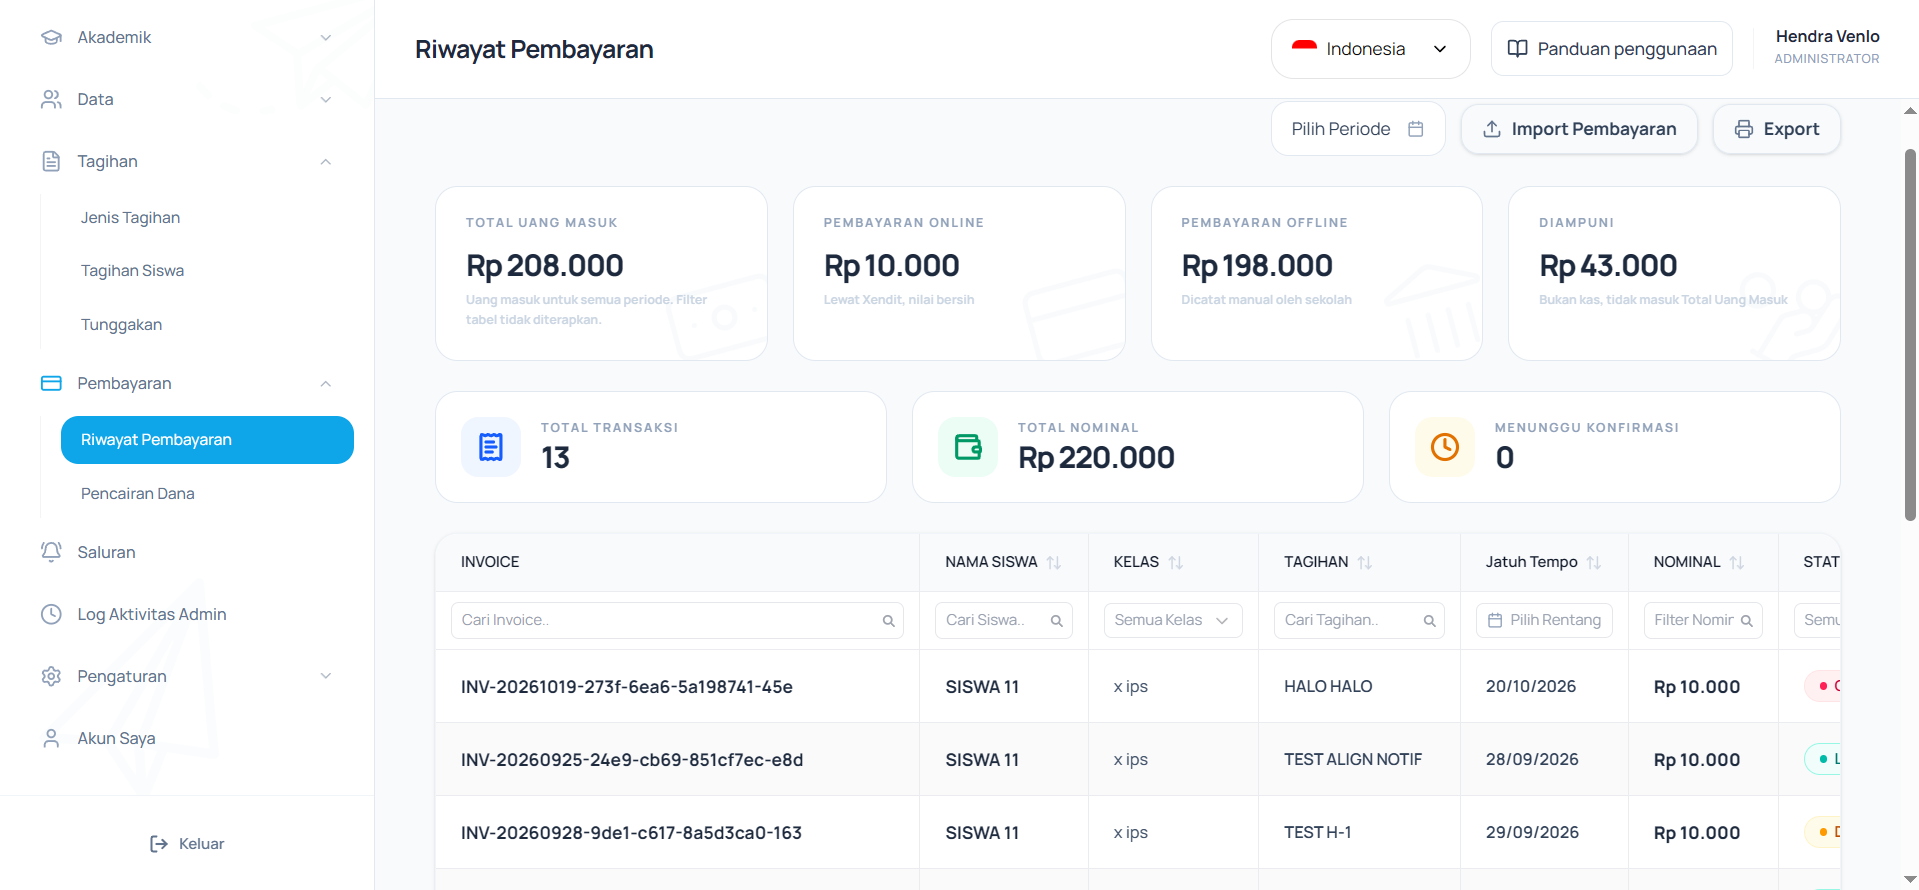 Akademik
Data
Tagihan
Jenis Tagihan
Tagihan Siswa
Tunggakan
Pembayaran
Riwayat Pembayaran
Pencairan Dana
Saluran
Log Aktivitas Admin
Pengaturan
Akun Saya
Keluar
Riwayat Pembayaran
Indonesia
Panduan penggunaan
Hendra Venlo
ADMINISTRATOR
Pilih Periode
Import Pembayaran
Export
TOTAL UANG MASUK
Rp 208.000
Uang masuk untuk semua periode. Filter
tabel tidak diterapkan.
PEMBAYARAN ONLINE
Rp 10.000
Lewat Xendit, nilai bersih
PEMBAYARAN OFFLINE
Rp 198.000
Dicatat manual oleh sekolah
DIAMPUNI
Rp 43.000
Bukan kas, tidak masuk Total Uang Masuk
TOTAL TRANSAKSI
13
TOTAL NOMINAL
Rp 220.000
MENUNGGU KONFIRMASI
0
INVOICE NAMA SISWA KELAS TAGIHAN Jatuh Tempo NOMINAL
Cari Invoice.. Cari Siswa.. Semua Kelas Cari Tagihan.. Pilih Rentang Filter
INV-20261019-273f-6ea6-5a198741-45e SISWA 11 x ips HALO HALO 20/10/2026 Rp 10.000
INV-20260925-24e9-cb69-851cf7ec-e8d SISWA 11 x ips TEST ALIGN NOTIF 28/09/2026 Rp 10.000
INV-20260928-9de1-c617-8a5d3ca0-163 SISWA 11 x ips TEST H-1 29/09/2026 Rp 10.000